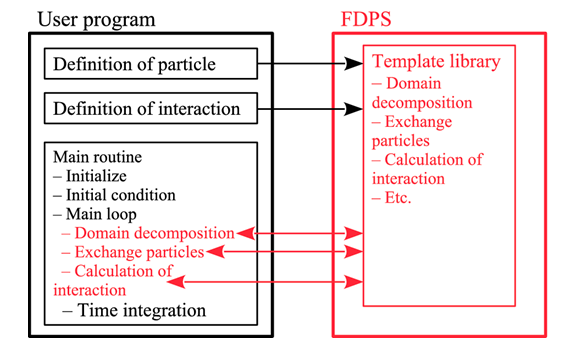 User program
Definition of particle
Definition of interaction
Main routine
– Initialize
– Initial condition
– Main loop
– Domain decomposition
– Exchange particles
– Calculation of
interaction
– Time integration
FDPS
Template library
– Domain
decomposition
– Exchange
particles
– Calculation of
interaction
– Etc.